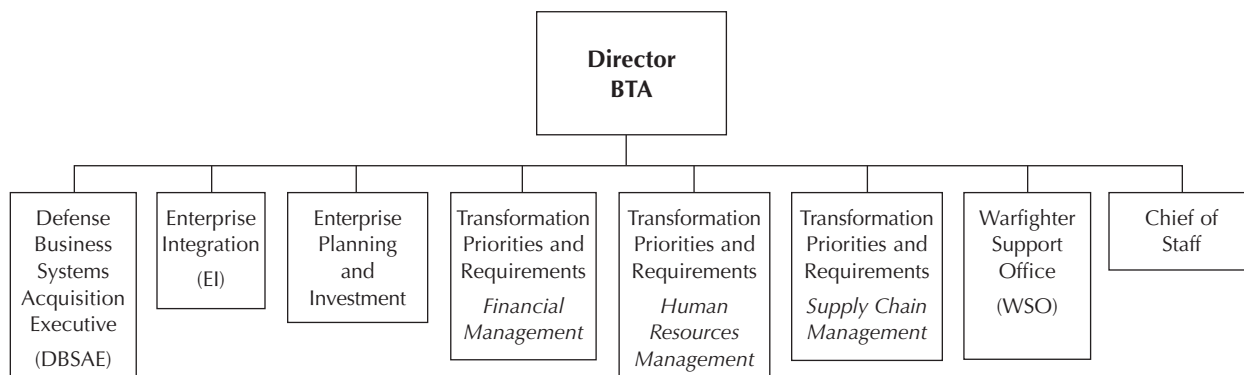 Director
BTA
Defense
Business
Systems
Acquisition
Executive
(DBSAE)
Enterprise
Integration
(EI)
Enterprise
Planning
and
Investment
Transformation
Priorities and
Requirements
Financial
Management
Transformation
Priorities and
Requirements
Human
Resources
Management
Transformation
Priorities and
Requirements
Supply Chain
Management
Warfighter
Support
Office
(WSO)
Chief of
Staff